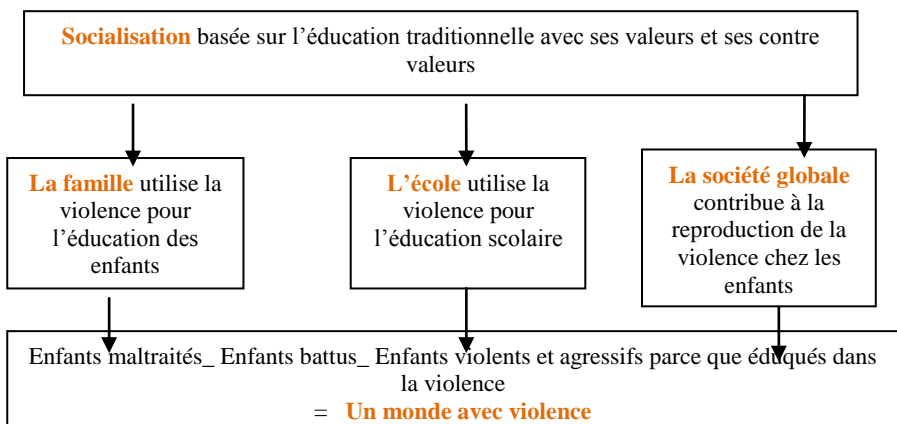 Socialisation basée sur l’éducation traditionnelle avec ses valeurs et ses contre
valeurs
La famille utilise la
violence pour
l’éducation des
enfants
L’école utilise la
violence pour
l’éducation scolaire
La société globale
contribue à la
reproduction de la
violence chez les
enfants
Enfants maltraités_ Enfants battus_ Enfants violents et agressifs parce que éduqués dans
la violence
= Un monde avec violence